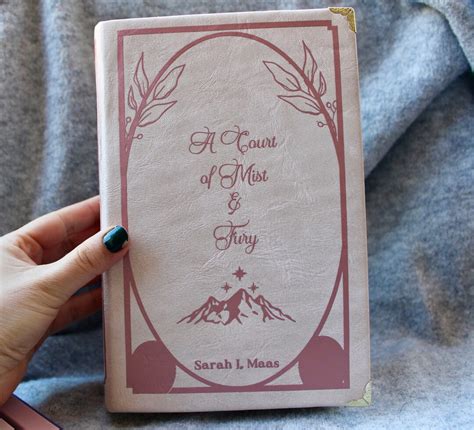 A Court
of Mist
&
Fury
Sarah J. Maas